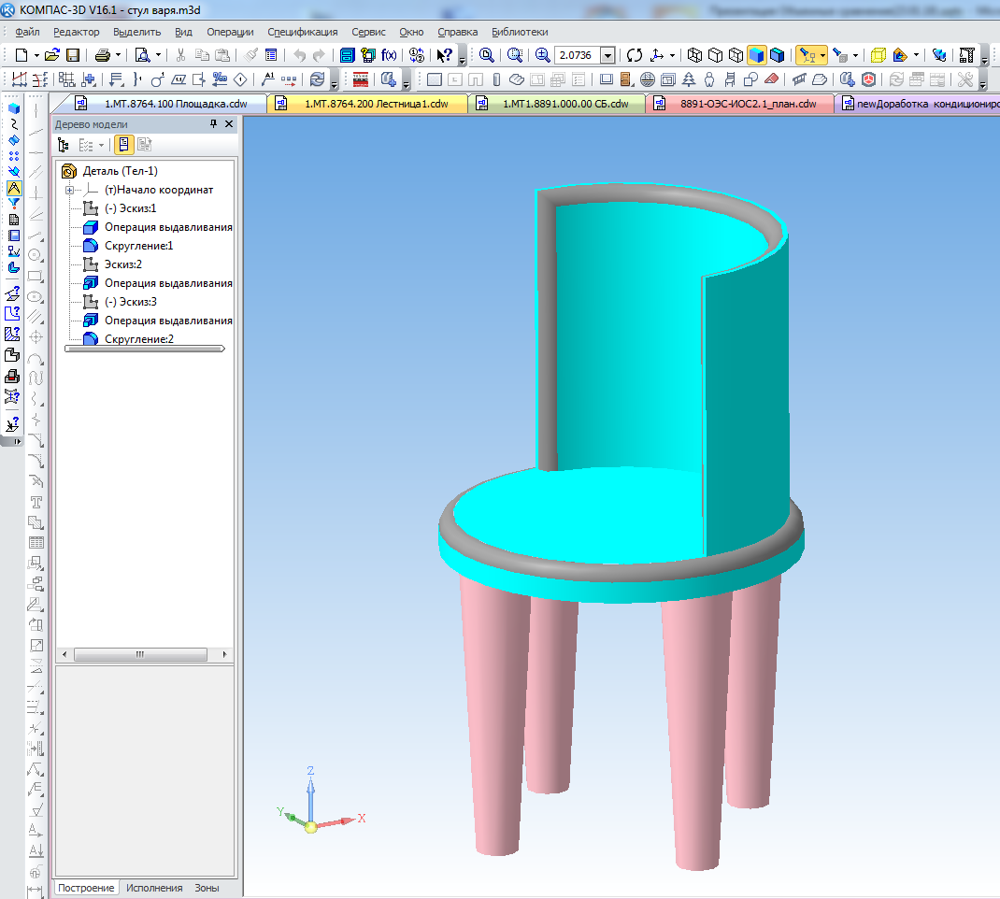 КОМПАС-3D V16.1 - стул варя.m3d
Файл Редактор Выделить Вид Операции Спецификация Сервис Окно Справка Библиотеки
2.0736
1.МТ.8764.100 Площадка.cdw 1.МТ.8764.200 Лестница1.cdw 1.МТ1.8891.000.00 СБ.cdw 8891-ОЭС-ИОС2.1_план.cdw newДоработка кондициониро
Дерево модели
Деталь (Тел-1)
(т)Начало координат
(-) Эскиз:1
Операция выдавливания
Скругление:1
Эскиз:2
Операция выдавливания
(-) Эскиз:3
Операция выдавливания
Скругление:2
Z
Y
X
Построение Исполнения Зоны